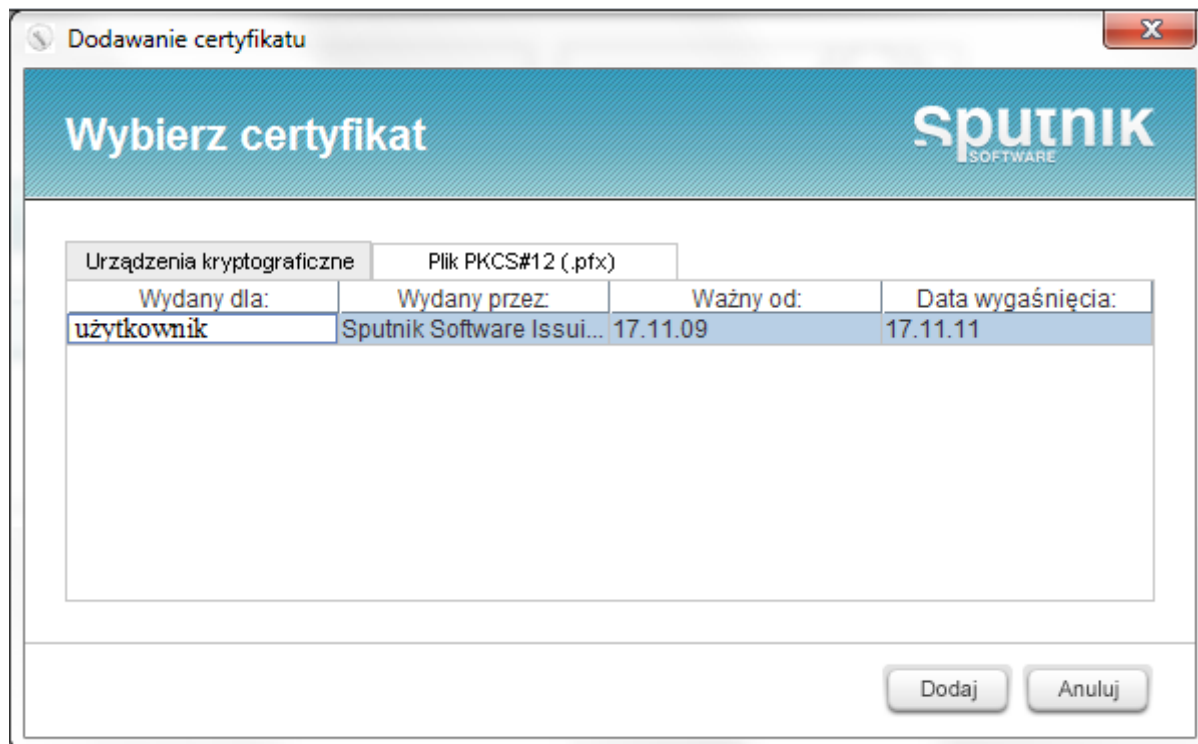 Dodawanie certyfikatu
Wybierz certyfikat
Sputnik
SOFTWARE
Urządzenia kryptograficzne Plik PKCS#12 (.pfx)
Wydany dla: Wydany przez: Ważny od: Data wygaśnięcia:
użytkownik Sputnik Software Issui... 17.11.09 17.11.11
Dodaj Anuluj